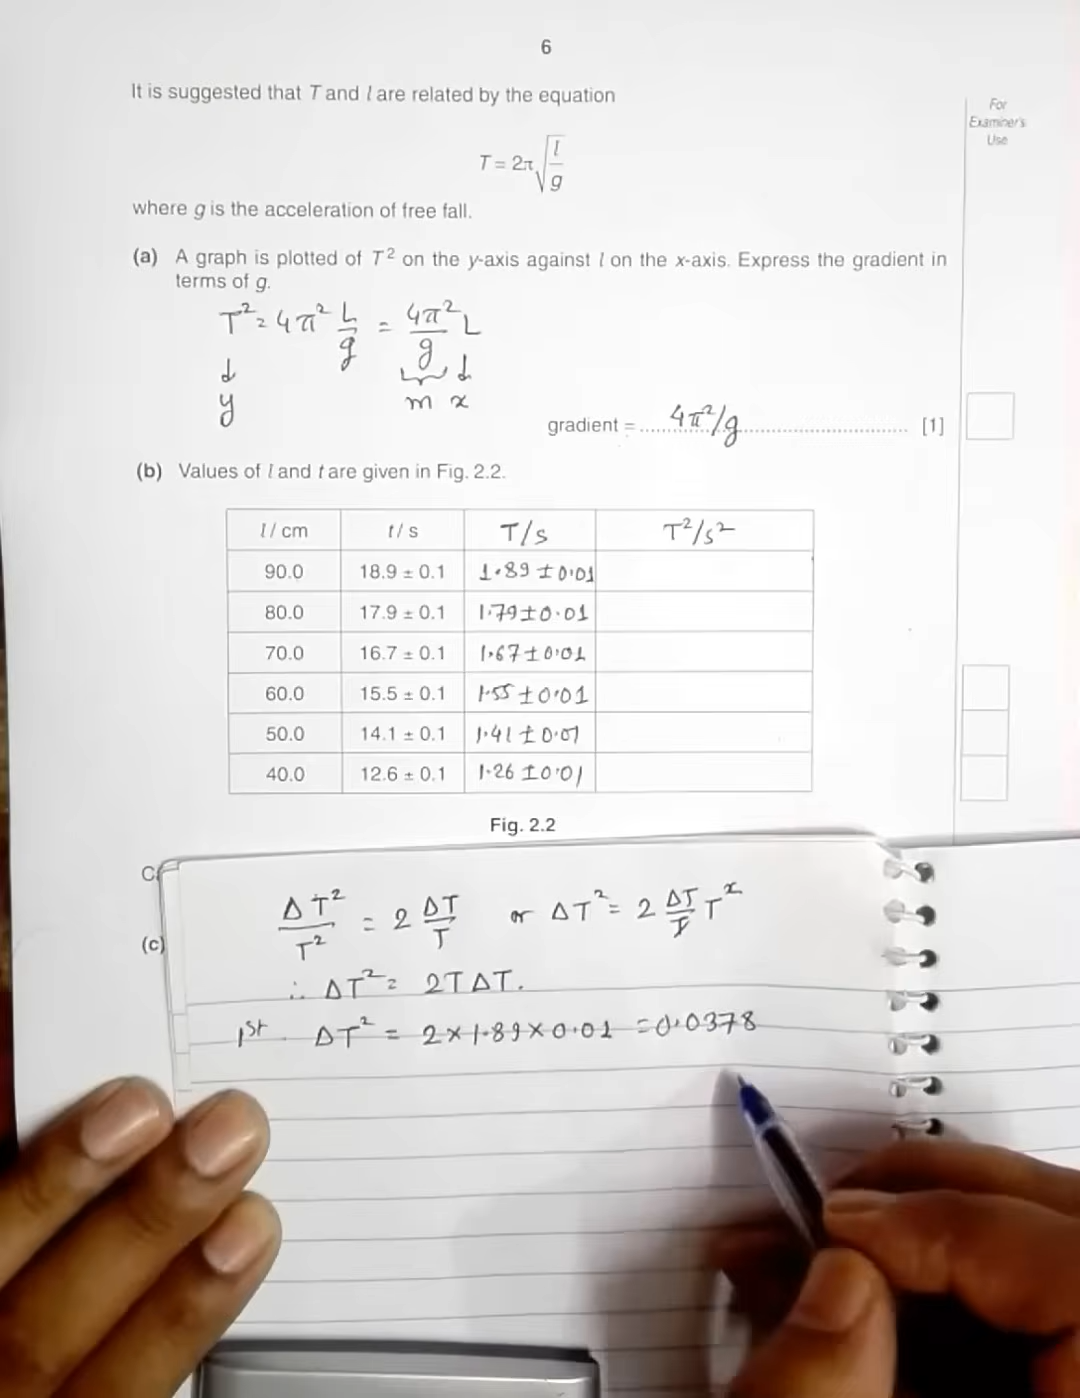 6
It is suggested that T and l are related by the equation
For
Examiner's
Use
T = 2π√(l/g)
where g is the acceleration of free fall.
(a) A graph is plotted of T² on the y-axis against l on the x-axis. Express the gradient in
terms of g.
T² = 4π² L/g = 4π²/g L
↓ ↓
y m x
gradient = ..... 4π²/g ..... [1]
(b) Values of l and t are given in Fig. 2.2.
l / cm t / s T/s T²/s²
90.0 18.9 ± 0.1 1.89 ± 0.01
80.0 17.9 ± 0.1 1.79 ± 0.01
70.0 16.7 ± 0.1 1.67 ± 0.01
60.0 15.5 ± 0.1 1.55 ± 0.01
50.0 14.1 ± 0.1 1.41 ± 0.01
40.0 12.6 ± 0.1 1.26 ± 0.01
Fig. 2.2
ΔT²/T² = 2 ΔT/T or ΔT² = 2 ΔT/T T²
(c)
∴ ΔT² = 2TΔT.
1st ΔT² = 2×1.89×0.01 = 0.0378